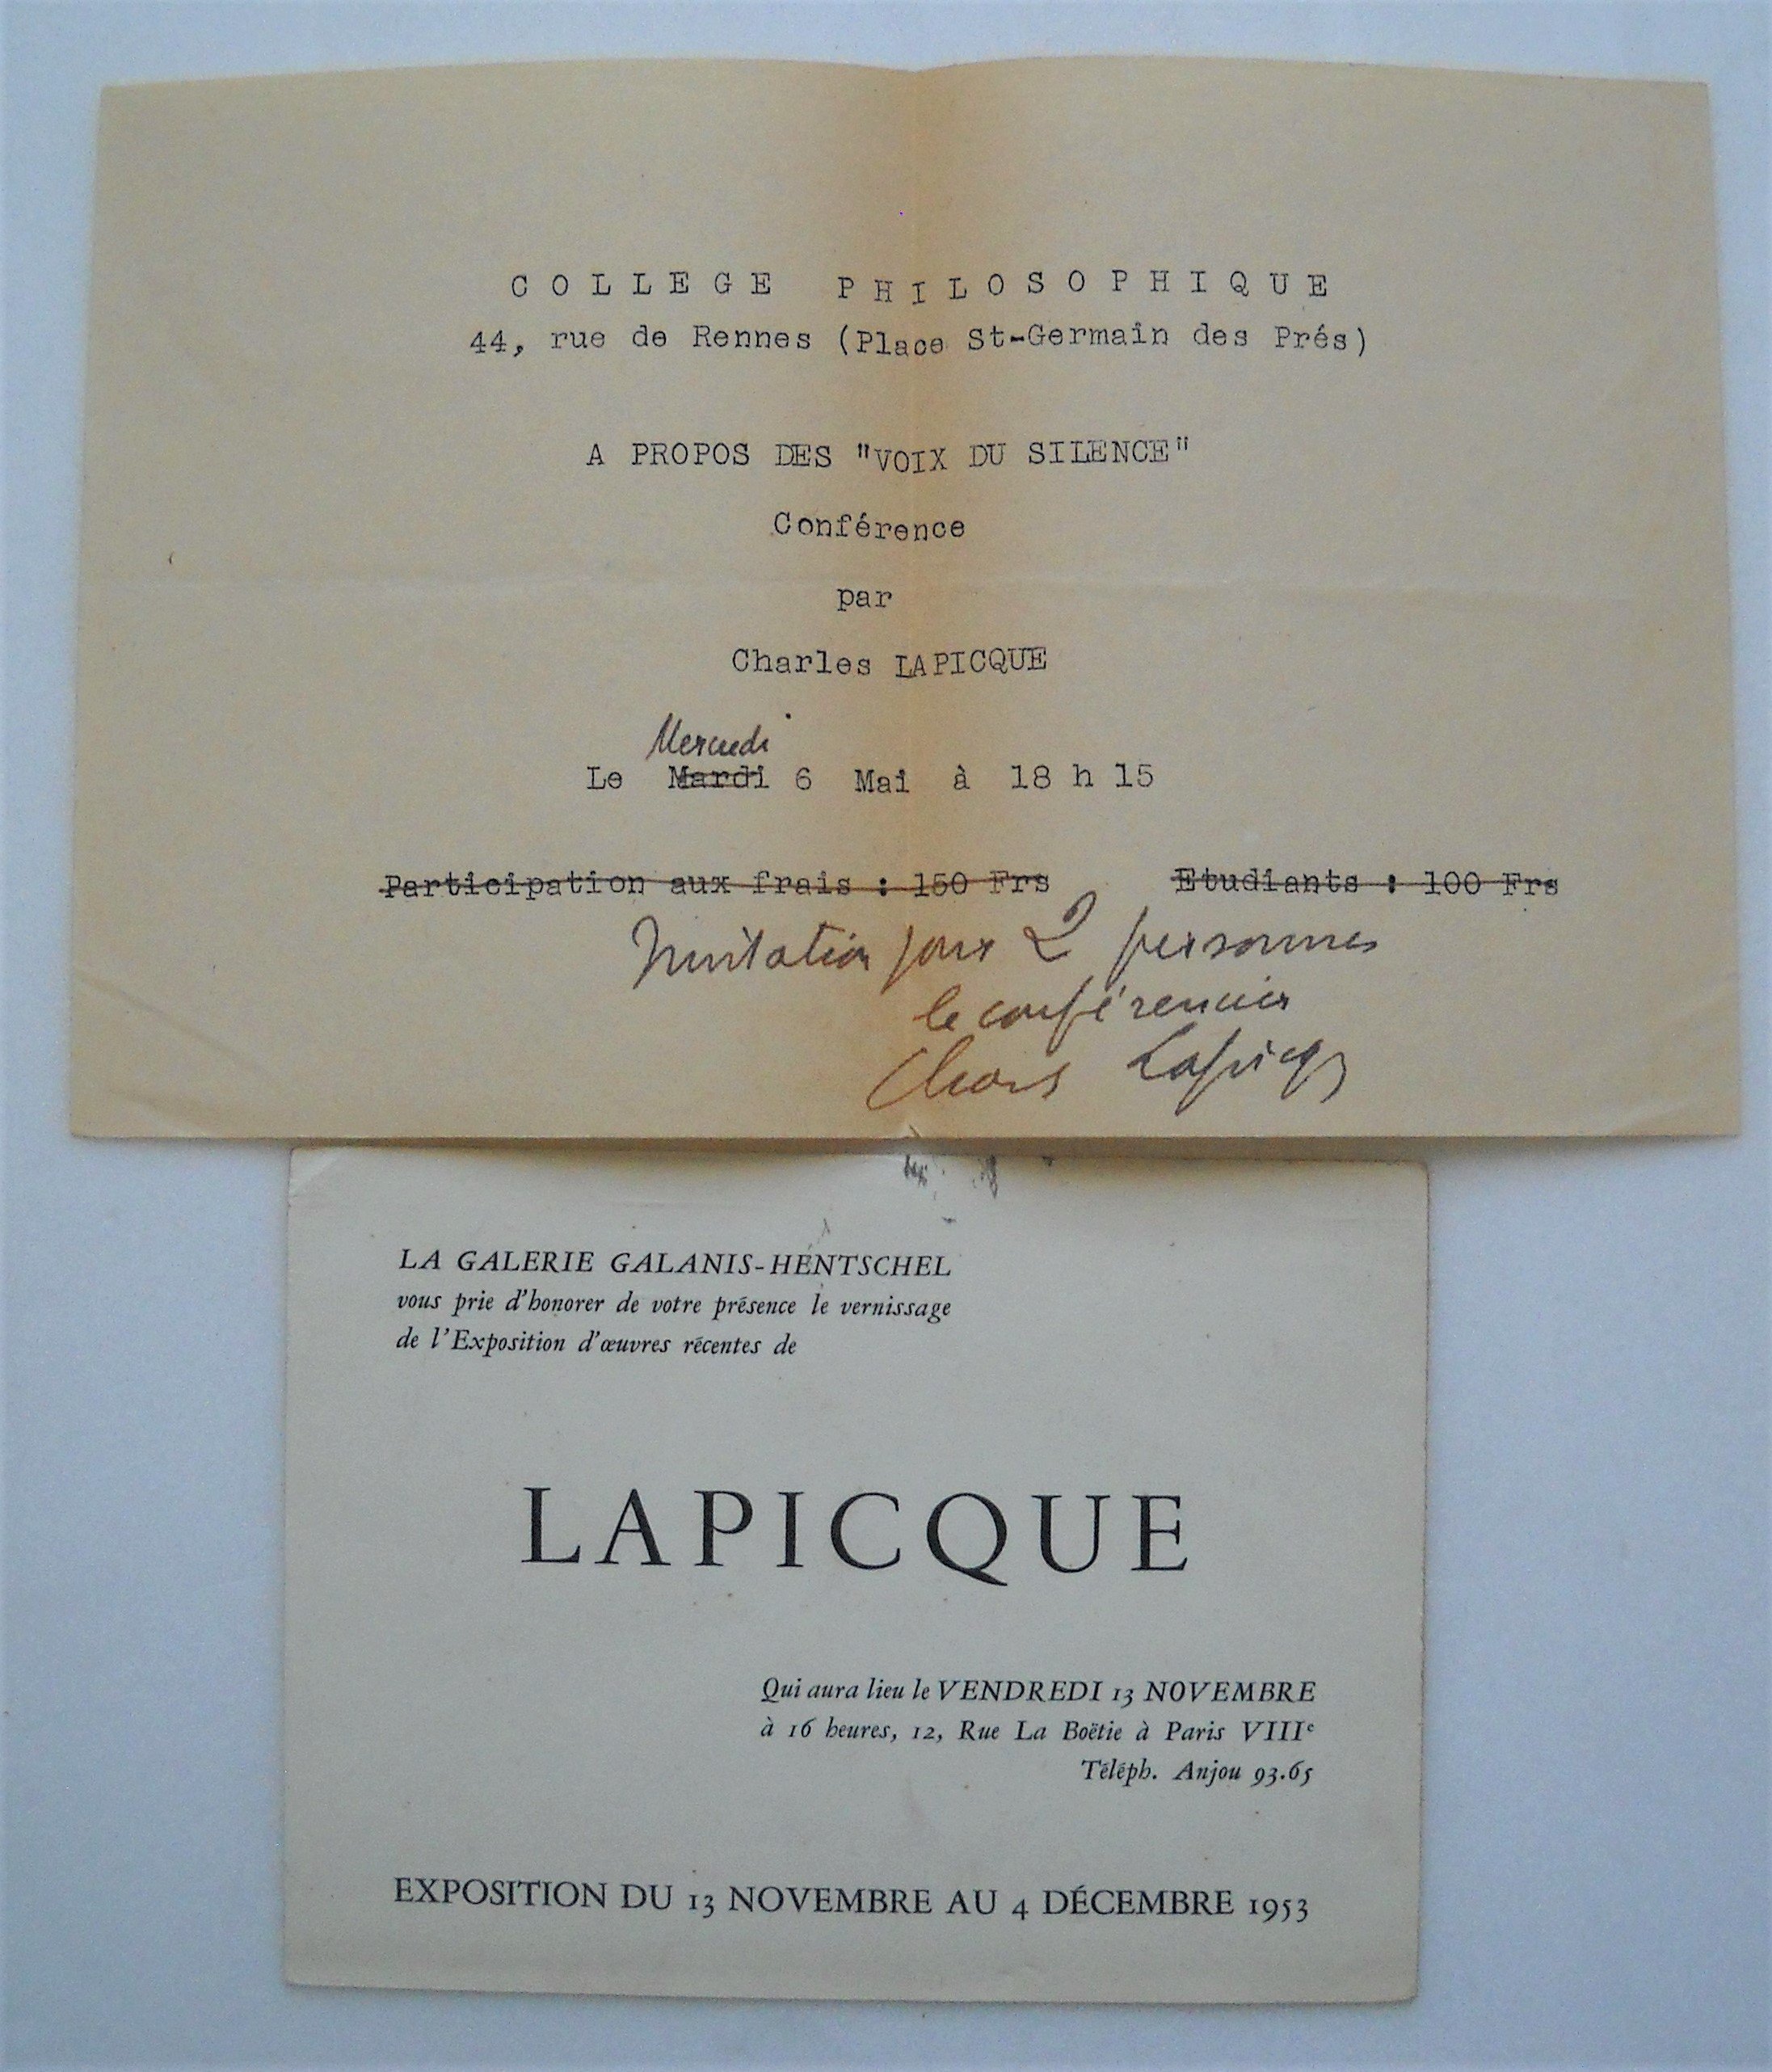 COLLEGE PHILOSOPHIQUE
44, rue de Rennes (Place St-Germain des Prés)
A PROPOS DES "VOIX DU SILENCE"
Conférence
par
Charles LAPICQUE
Mercredi
Le Mardi 6 Mai à 18 h 15
Participation aux frais : 150 Frs Etudiants : 100 Frs
Invitation pour 2 personnes
le conférencier
Charles Lapicque
LA GALERIE GALANIS-HENTSCHEL
vous prie d'honorer de votre présence le vernissage
de l'Exposition d'œuvres récentes de
LAPICQUE
Qui aura lieu le VENDREDI 13 NOVEMBRE
à 16 heures, 12, Rue La Boëtie à Paris VIIIᵉ
Téléph. Anjou 93.65
EXPOSITION DU 13 NOVEMBRE AU 4 DÉCEMBRE 1953